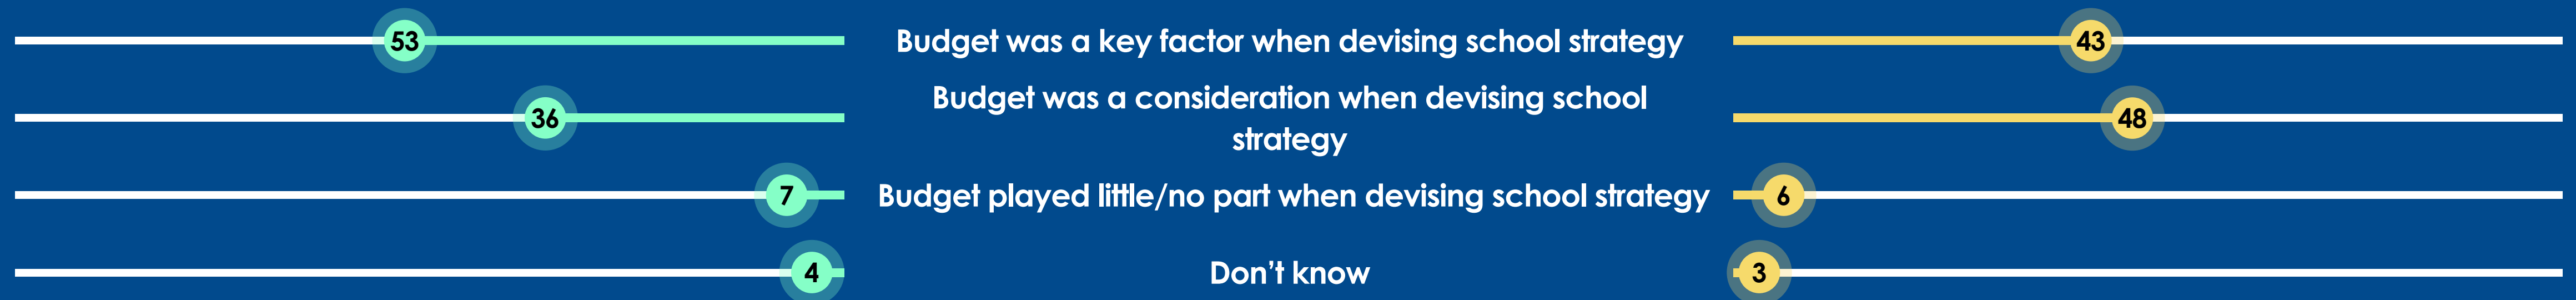 53 Budget was a key factor when devising school strategy 43
Budget was a consideration when devising school
36 strategy 48
7 Budget played little/no part when devising school strategy 6
4 Don’t know 3